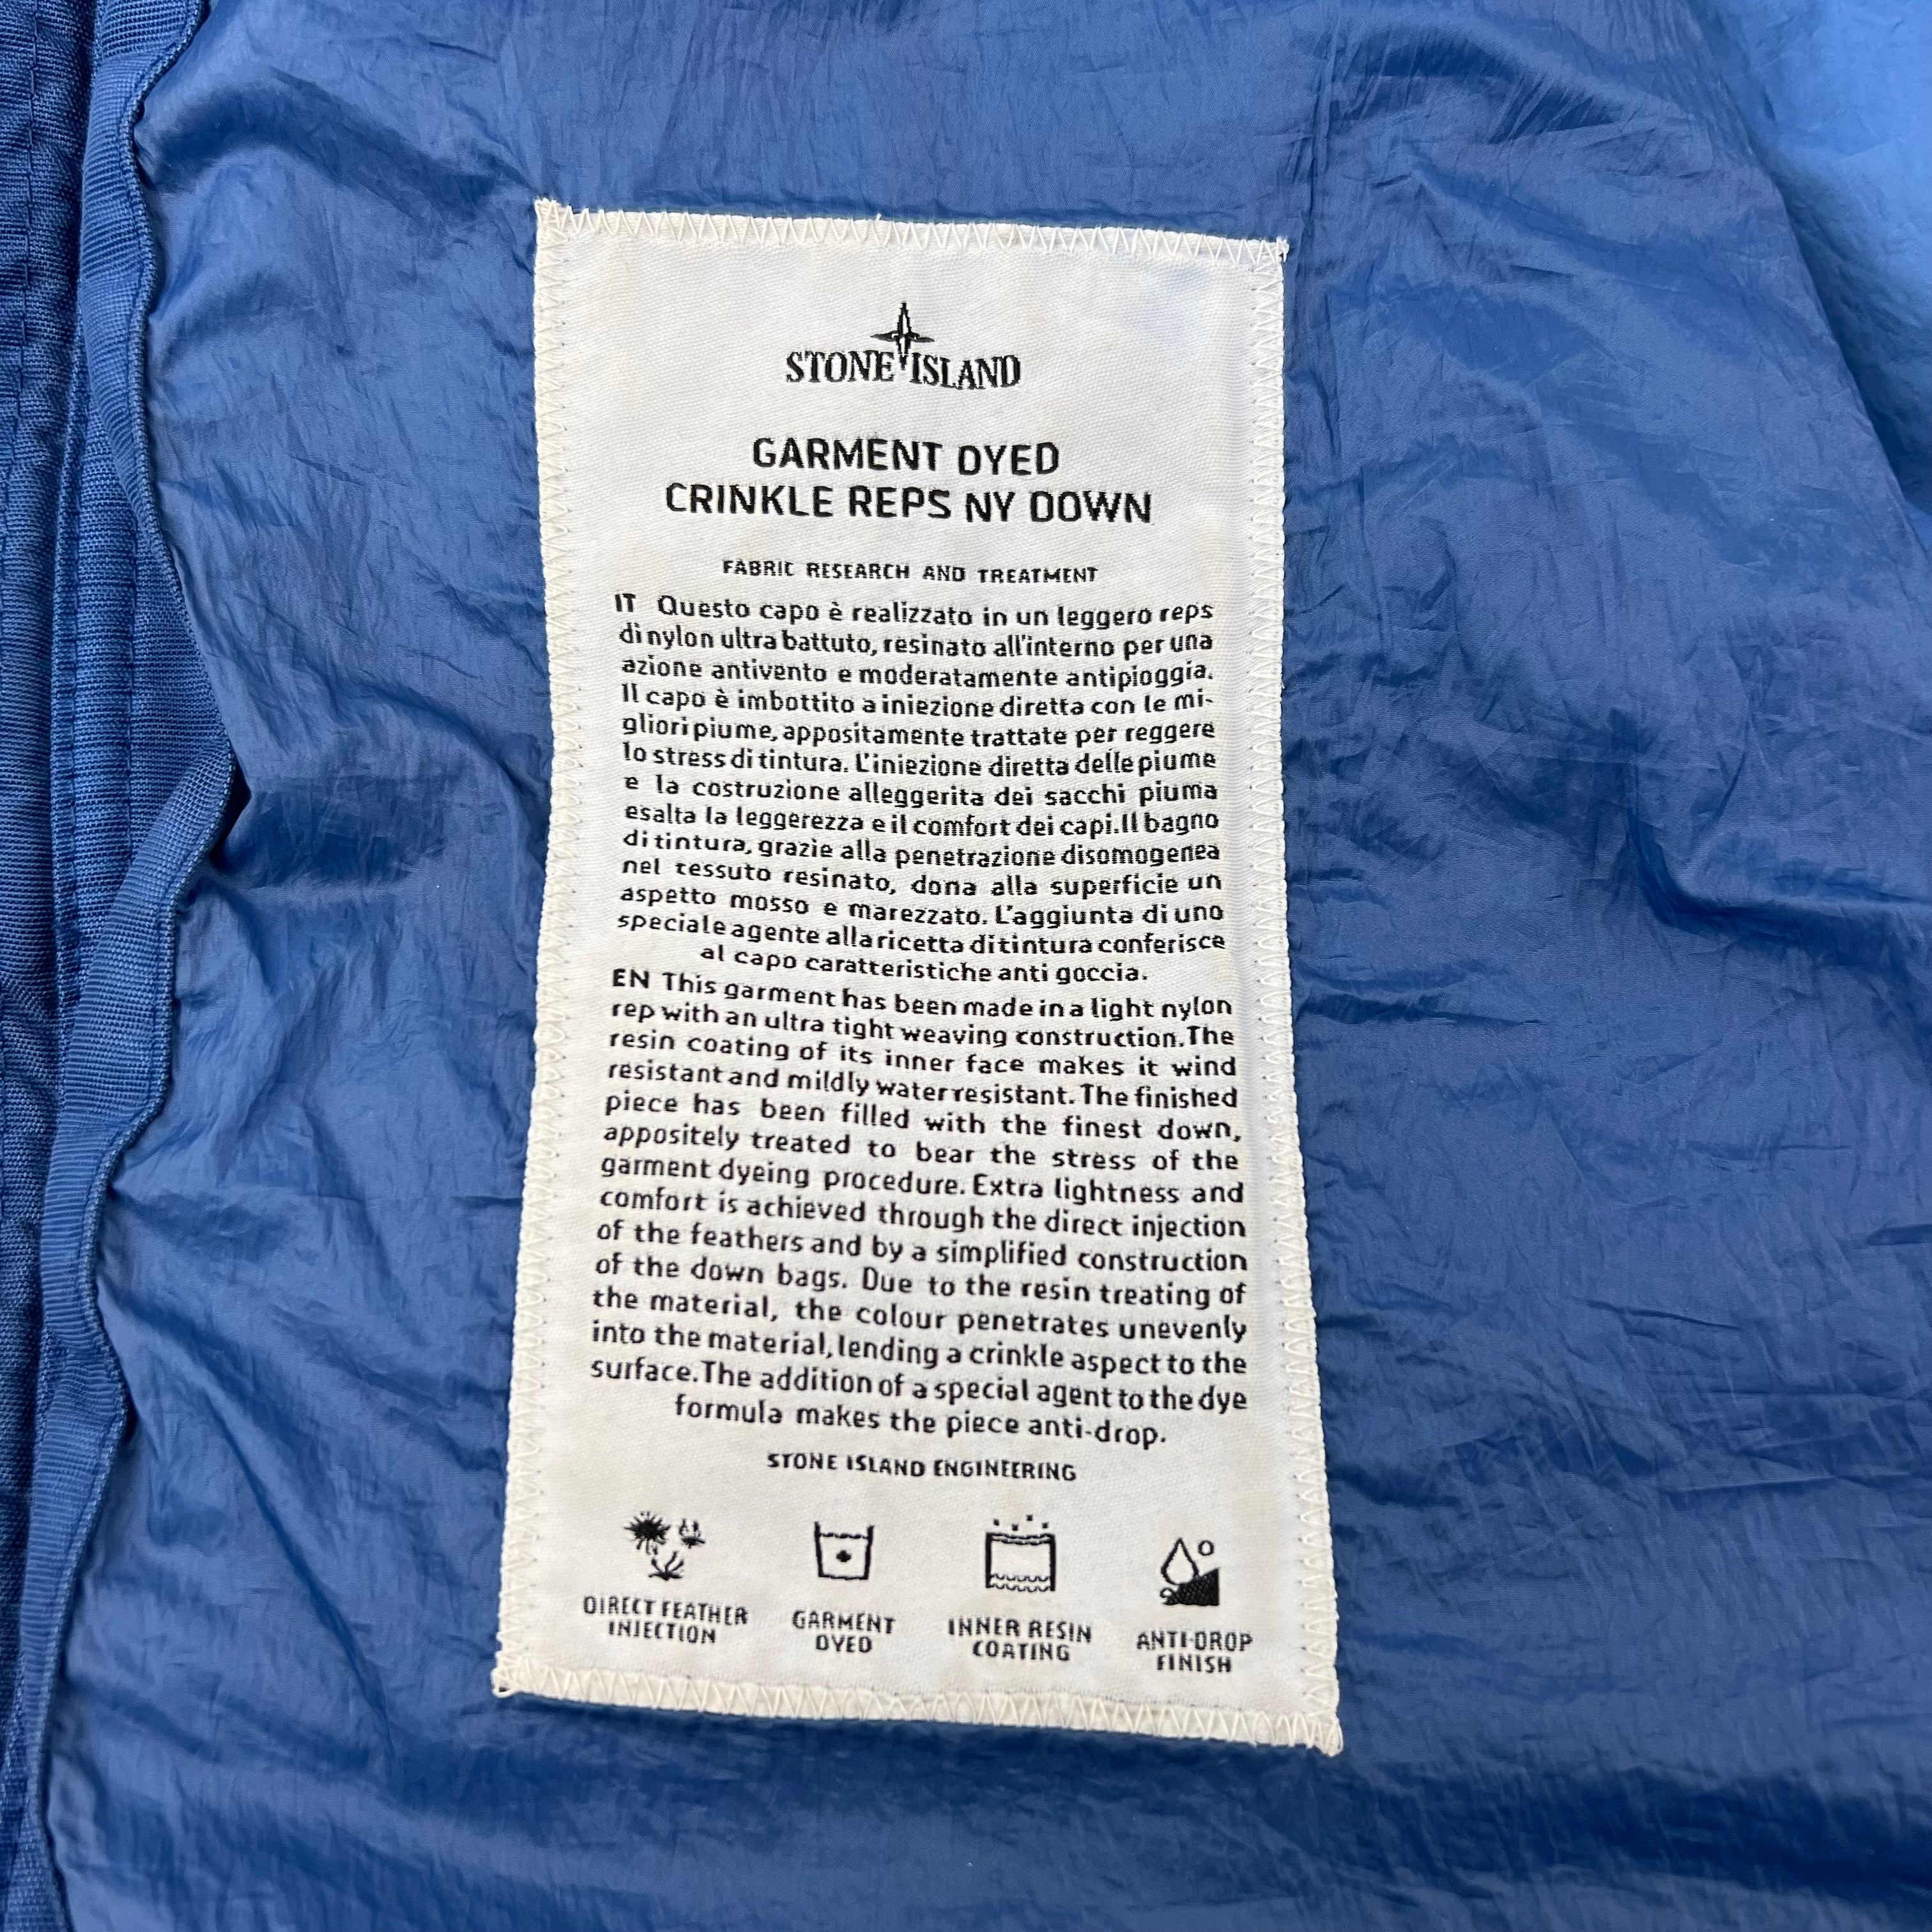 STONE ISLAND
GARMENT DYED
CRINKLE REPS NY DOWN
FABRIC RESEARCH AND TREATMENT
IT Questo capo è realizzato in un leggero reps
di nylon ultra battuto, resinato all'interno per una
azione antivento e moderatamente antipioggia.
Il capo è imbottito a iniezione diretta con le mi-
gliori piume, appositamente trattate per reggere
lo stress di tintura. L'iniezione diretta delle piume
e la costruzione alleggerita dei sacchi piuma
esalta la leggerezza e il comfort dei capi. Il bagno
di tintura, grazie alla penetrazione disomogenea
nel tessuto resinato, dona alla superficie un
aspetto mosso e marezzato. L'aggiunta di uno
speciale agente alla ricetta di tintura conferisce
al capo caratteristiche anti goccia.
EN This garment has been made in a light nylon
rep with an ultra tight weaving construction. The
resin coating of its inner face makes it wind
resistant and mildly water resistant. The finished
piece has been filled with the finest down,
appositely treated to bear the stress of the
garment dyeing procedure. Extra lightness and
comfort is achieved through the direct injection
of the feathers and by a simplified construction
of the down bags. Due to the resin treating of
the material, the colour penetrates unevenly
into the material, lending a crinkle aspect to the
surface. The addition of a special agent to the dye
formula makes the piece anti-drop.
STONE ISLAND ENGINEERING
DIRECT FEATHER
INJECTION
GARMENT
DYED
INNER RESIN
COATING
ANTI-DROP
FINISH